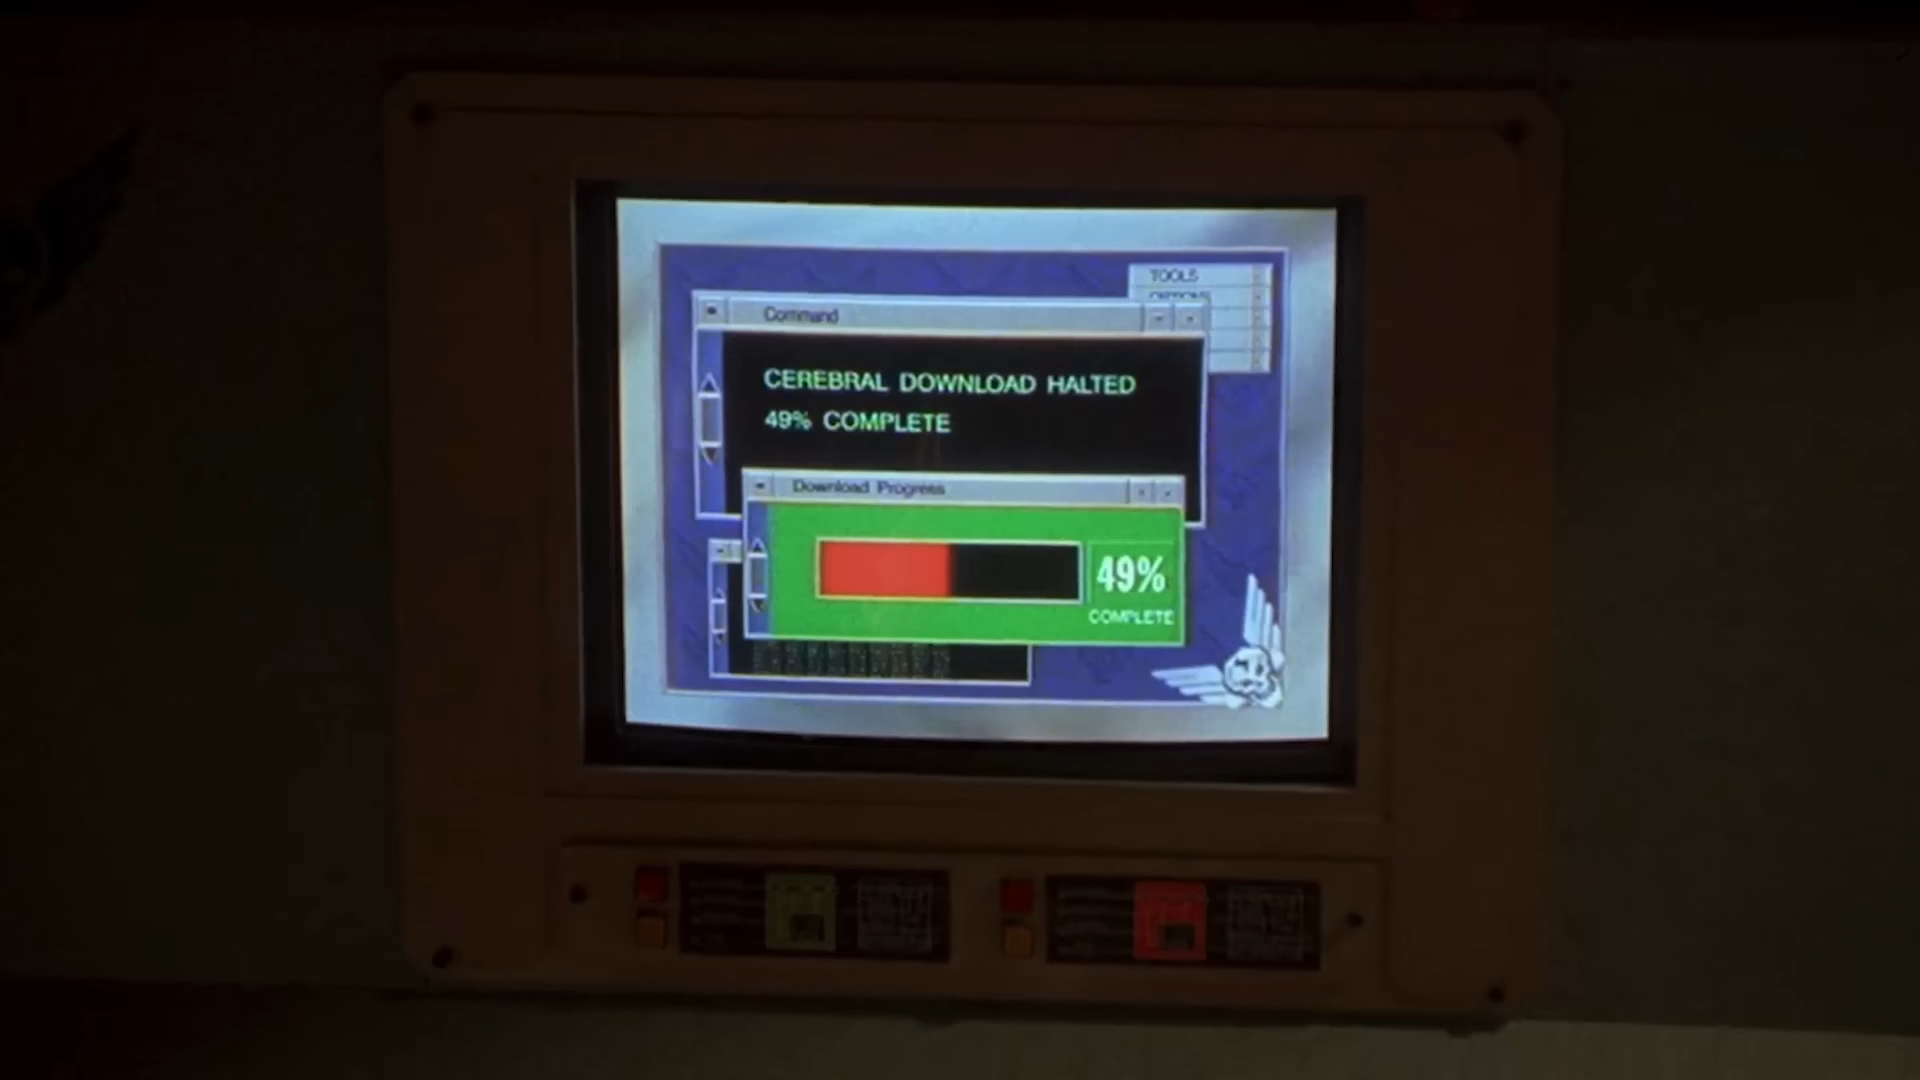 TOOLS
Command
CEREBRAL DOWNLOAD HALTED
49% COMPLETE
Download Progress
49%
COMPLETE